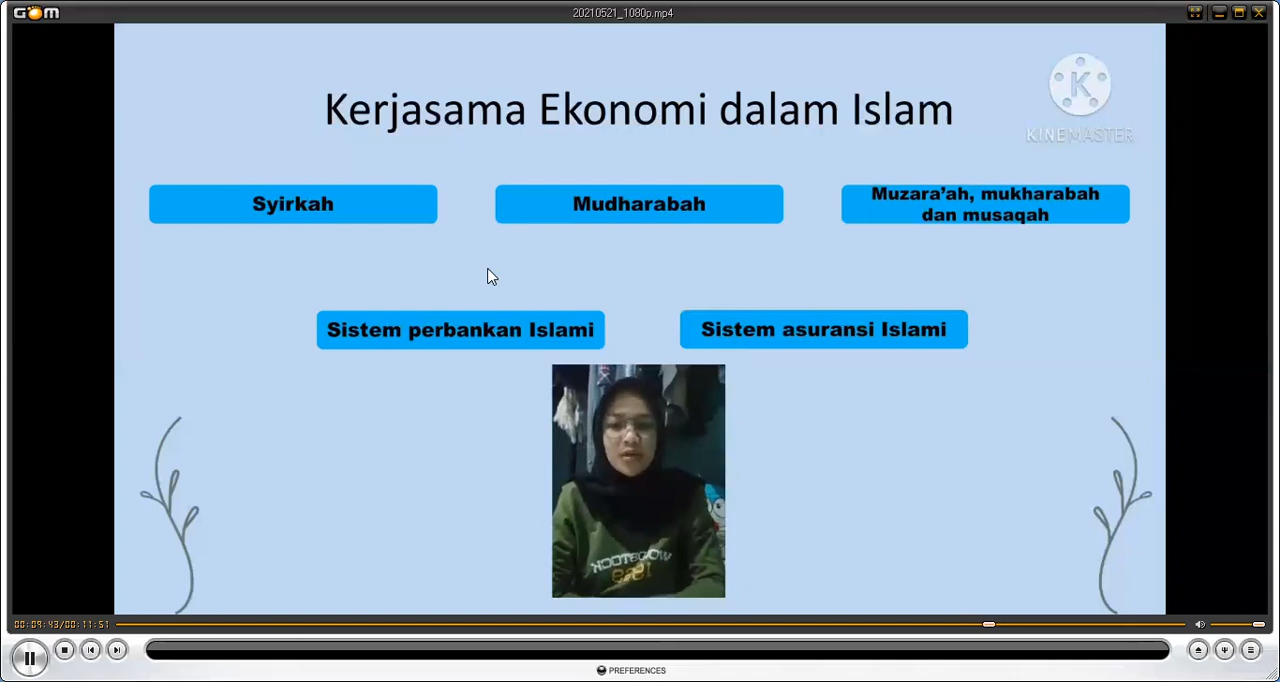 GOM
20210521_1080p.mp4
Kerjasama Ekonomi dalam Islam
KINEMASTER
Syirkah
Mudharabah
Muzara’ah, mukharabah
dan musaqah
Sistem perbankan Islami
Sistem asuransi Islami
WOODSTOCK
00:09:43/00:11:51
PREFERENCES